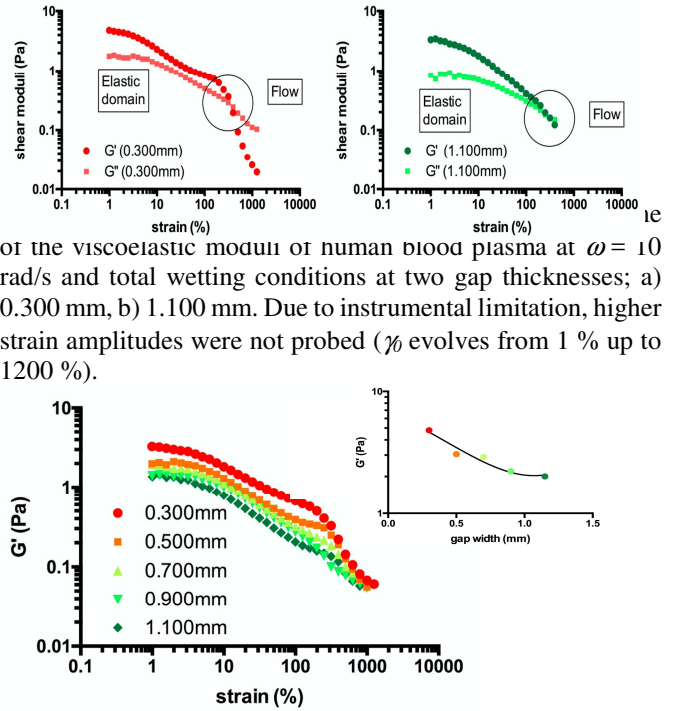 10
1
0.1
0.01
shear moduli (Pa)
Elastic
domain
Flow
G' (0.300mm)
G" (0.300mm)
0.1 1 10 100 1000 10000
strain (%)
10
1
0.1
0.01
shear moduli (Pa)
Elastic
domain
Flow
G' (1.100mm)
G" (1.100mm)
0.1 1 10 100 1000 10000
strain (%)
of the viscoelastic moduli of human blood plasma at ω = 10
rad/s and total wetting conditions at two gap thicknesses; a)
0.300 mm, b) 1.100 mm. Due to instrumental limitation, higher
strain amplitudes were not probed (γ0 evolves from 1 % up to
1200 %).
10
1
0.1
0.01
G' (Pa)
0.300mm
0.500mm
0.700mm
0.900mm
1.100mm
0.1 1 10 100 1000 10000
strain (%)
10
1
G' (Pa)
0.0 0.5 1.0 1.5
gap width (mm)